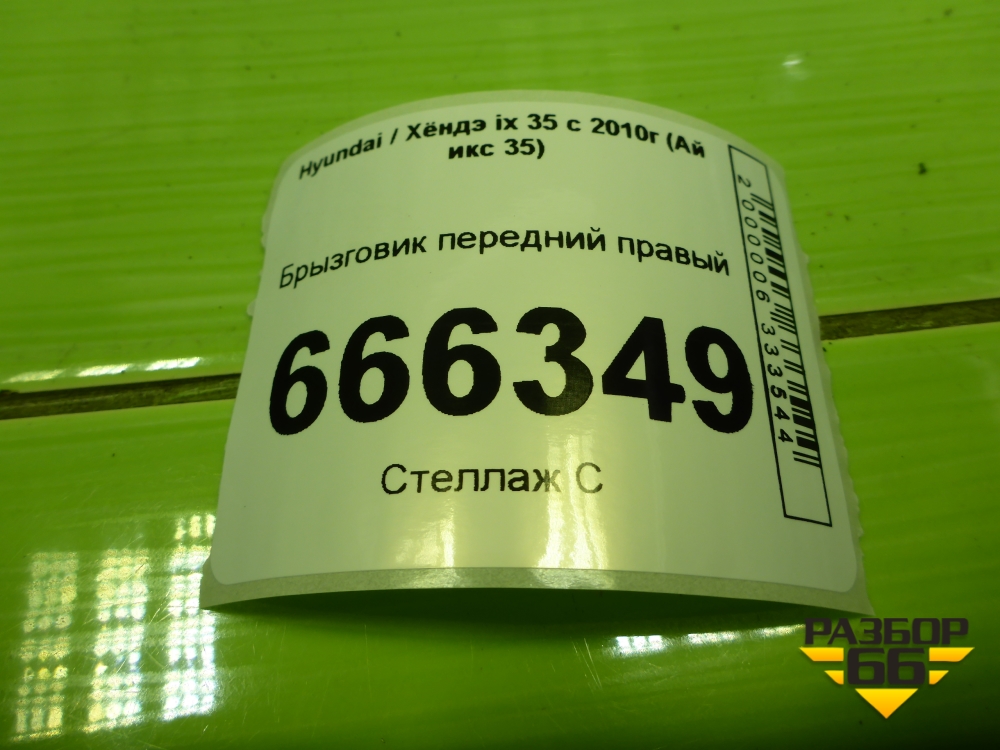 Hyundai / Хёндэ ix 35 с 2010г (Ай
икс 35)
Брызговик передний правый
666349
Стеллаж С
2000006333544
РАЗБОР
66